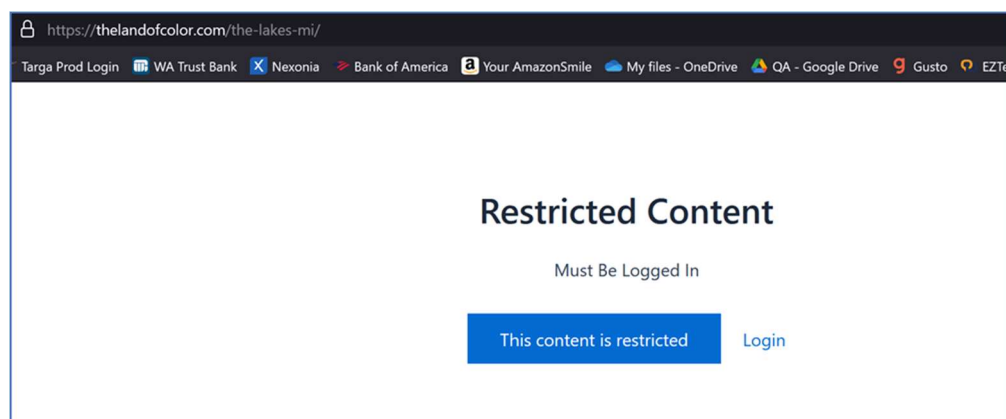 https://thelandofcolor.com/the-lakes-mi/
Targa Prod Login WA Trust Bank Nexonia Bank of America Your AmazonSmile My files - OneDrive QA - Google Drive Gusto EZTe
Restricted Content
Must Be Logged In
This content is restricted Login